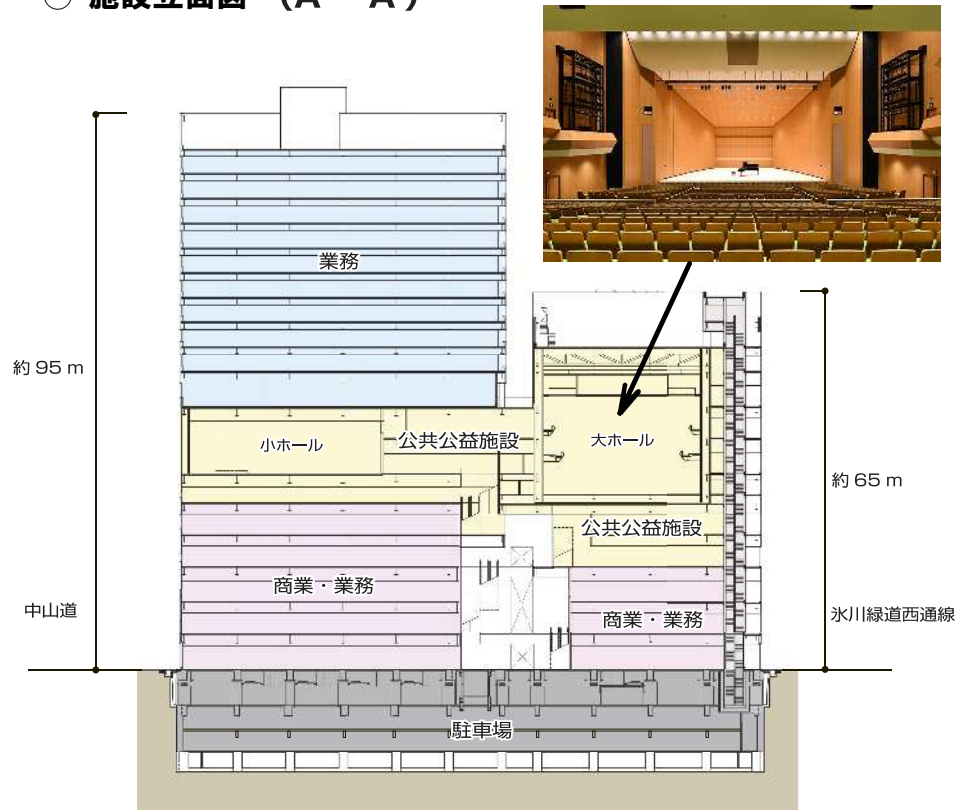 ○ 施設立面図 (A - A')
業務
約 95 m
小ホール
公共公益施設
大ホール
約 65 m
公共公益施設
商業・業務
中山道
商業・業務
氷川緑道西通線
駐車場